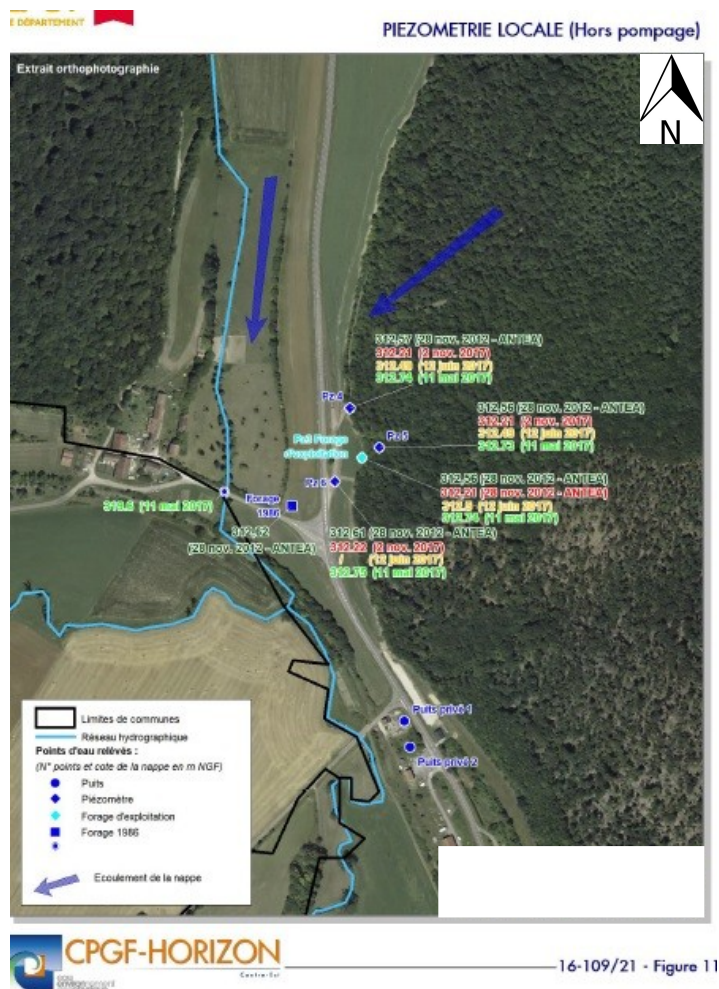 E DÉPARTEMENT
PIEZOMETRIE LOCALE (Hors pompage)
Extrait orthophotographie
N
312,57 (28 nov. 2012 - ANTEA)
312.21 (2 nov. 2017)
312.49 (12 juin 2017)
312.74 (11 mai 2017)
Pz 4
312,56 (28 nov. 2012 - ANTEA)
312.21 (2 nov. 2017)
312.49 (12 juin 2017)
312.73 (11 mai 2017)
Pz 5
Pz3 Forage
d'exploitation
312,56 (28 nov. 2012 - ANTEA)
312,21 (28 nov. 2012 - ANTEA)
312.5 (12 juin 2017)
312.74 (11 mai 2017)
Pz 6
Forage
1986
313.6 (11 mai 2017)
312,62
(28 nov. 2012 - ANTEA)
312,61 (28 nov. 2012 - ANTEA)
312.22 (2 nov. 2017)
/ (12 juin 2017)
312.75 (11 mai 2017)
Puits privé 1
Puits privé 2
Limites de communes
Réseau hydrographique
Points d'eau relevés :
(N° points et cote de la nappe en m NGF)
Puits
Piézomètre
Forage d'exploitation
Forage 1986
Ecoulement de la nappe
CPGF-HORIZON
Centre-Est
16-109/21 - Figure 11